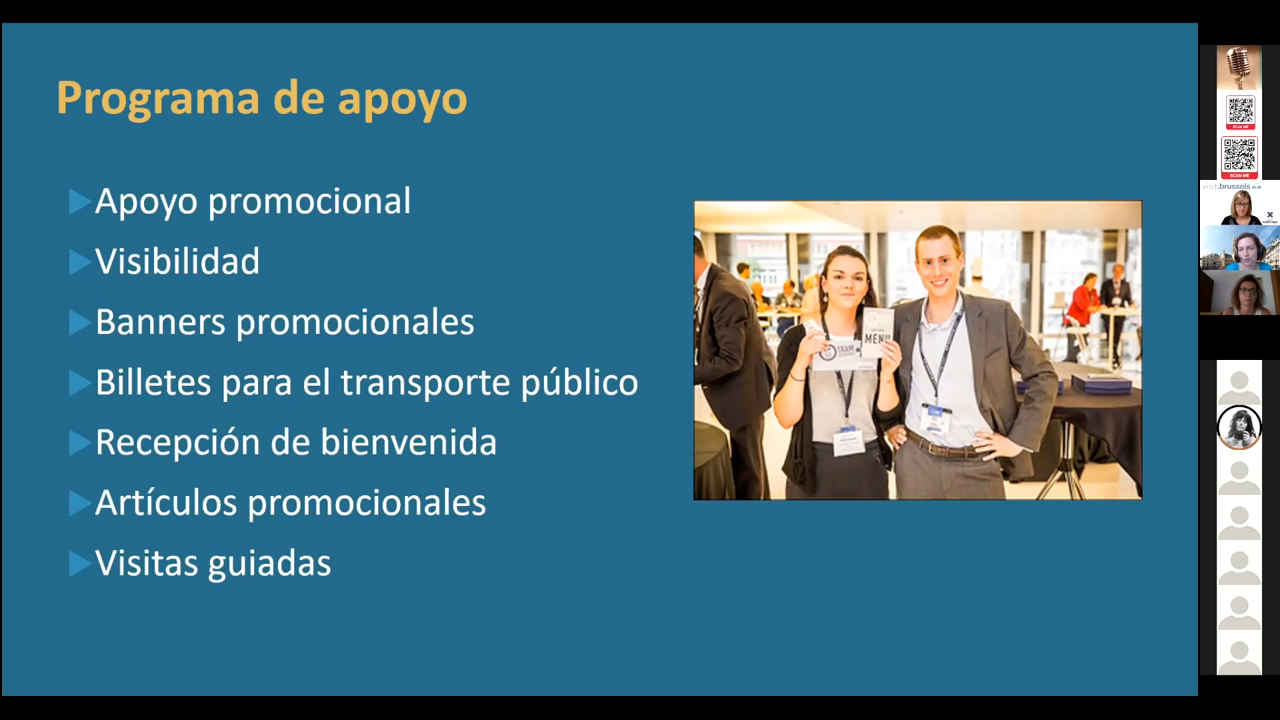 Programa de apoyo
Apoyo promocional
Visibilidad
Banners promocionales
Billetes para el transporte público
Recepción de bienvenida
Artículos promocionales
Visitas guiadas
MENU
TRAM
SCAN ME
SCAN ME
visit.brussels